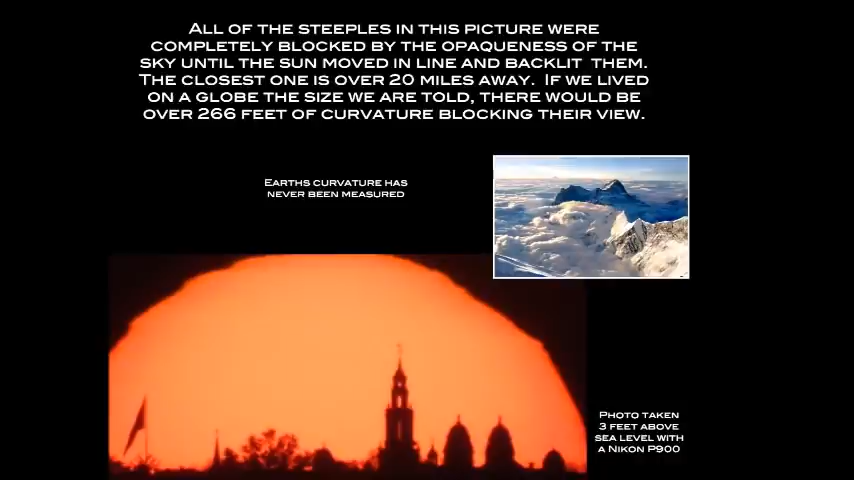 All of the steeples in this picture were
completely blocked by the opaqueness of the
sky until the sun moved in line and backlit them.
The closest one is over 20 miles away. If we lived
on a globe the size we are told, there would be
over 266 feet of curvature blocking their view.
Earths curvature has
never been measured
Photo taken
3 feet above
sea level with
a Nikon P900